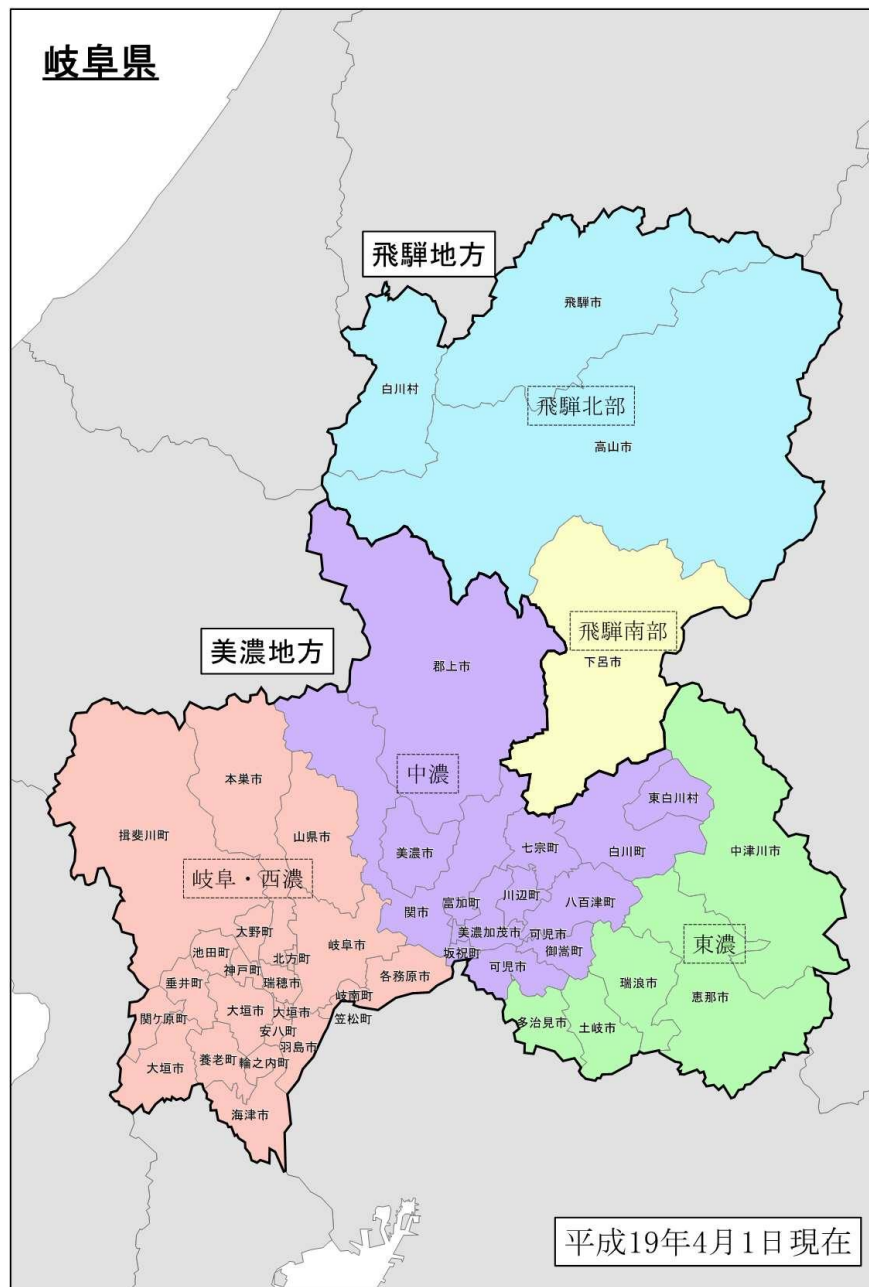 岐阜県
飛騨地方
飛騨市
白川村
飛騨北部
高山市
飛騨南部
下呂市
美濃地方
郡上市
中濃
本巣市
東白川村
揖斐川町
山県市
美濃市
七宗町
白川町
中津川市
岐阜・西濃
関市
富加町
川辺町
八百津町
大野町
美濃加茂市
可児市
池田町
北方町
岐阜市
坂祝町
御嵩町
東濃
神戸町
瑞穂市
各務原市
可児市
瑞浪市
恵那市
垂井町
岐南町
大垣市
大垣市
笠松町
多治見市
土岐市
関ケ原町
安八町
羽島市
大垣市
養老町
輪之内町
海津市
平成19年4月1日現在